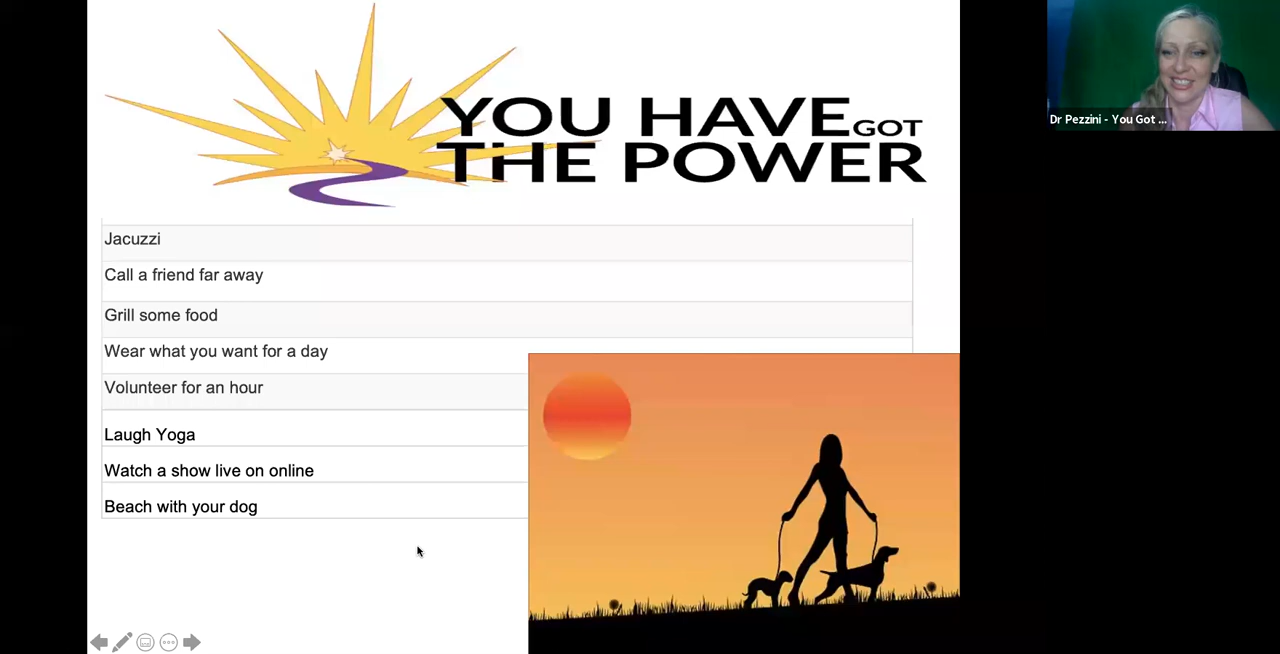 YOU HAVE GOT
THE POWER
Dr Pezzini - You Got ...
Jacuzzi
Call a friend far away
Grill some food
Wear what you want for a day
Volunteer for an hour
Laugh Yoga
Watch a show live on online
Beach with your dog